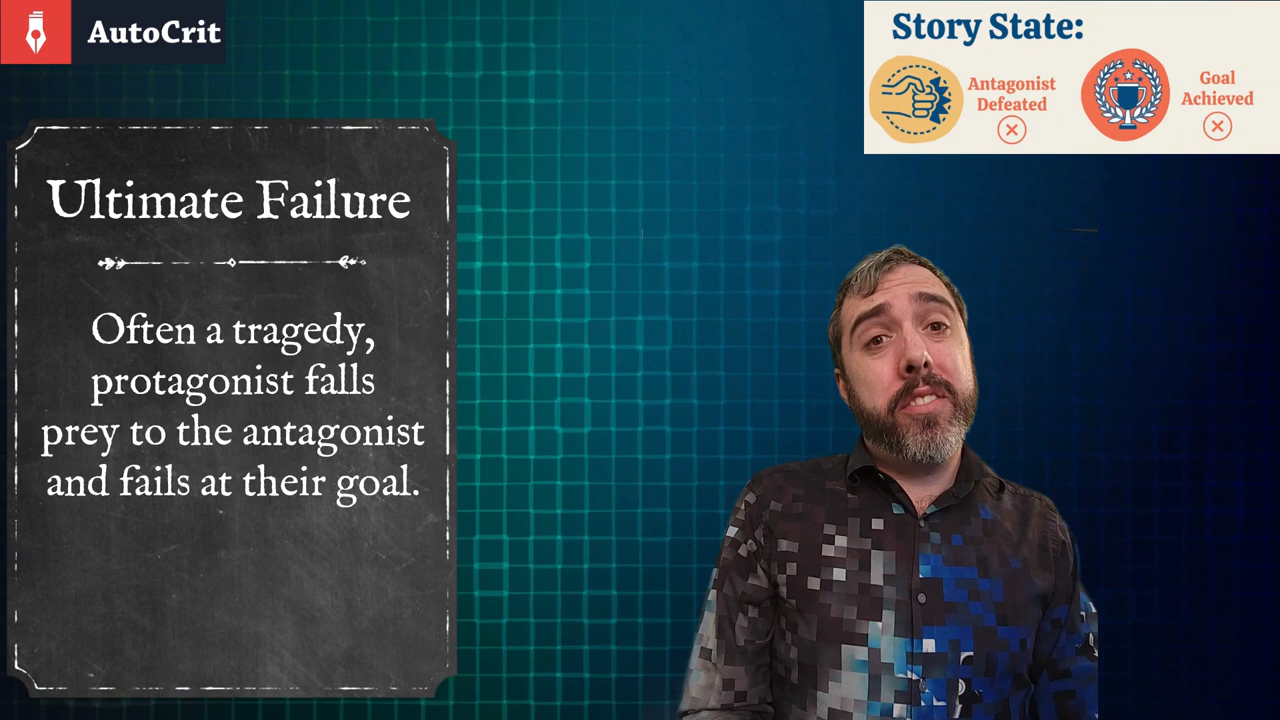 AutoCrit
Story State:
Antagonist
Defeated
Goal
Achieved
Ultimate Failure
Often a tragedy,
protagonist falls
prey to the antagonist
and fails at their goal.